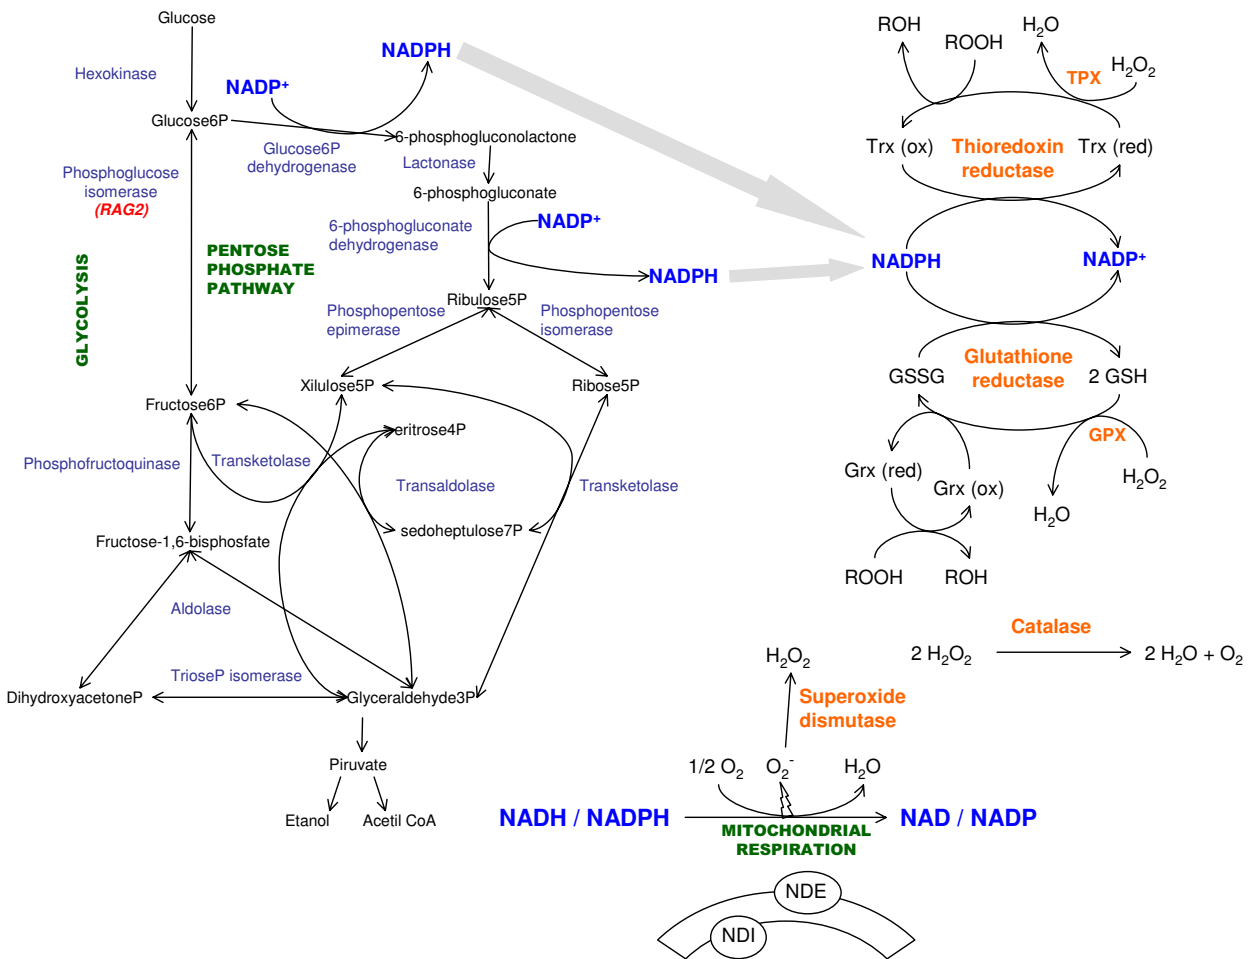 Glucose
Hexokinase
NADP+
NADPH
Glucose6P
6-phosphogluconolactone
Glucose6P
dehydrogenase
Lactonase
Phosphoglucose
isomerase
(RAG2)
6-phosphogluconate
6-phosphogluconate
dehydrogenase
NADP+
NADPH
GLYCOLYSIS
PENTOSE
PHOSPHATE
PATHWAY
Ribulose5P
Phosphopentose
epimerase
Phosphopentose
isomerase
Xilulose5P
Ribose5P
Fructose6P
eritrose4P
Phosphofructoquinase
Transketolase
Transaldolase
Transketolase
sedoheptulose7P
Fructose-1,6-bisphosfate
Aldolase
TrioseP isomerase
DihydroxyacetoneP
Glyceraldehyde3P
Piruvate
Etanol
Acetil CoA
ROH
ROOH
H2O
TPX
H2O2
Trx (ox)
Thioredoxin
reductase
Trx (red)
NADPH
NADP+
GSSG
Glutathione
reductase
2 GSH
GPX
Grx (red)
Grx (ox)
H2O2
H2O
ROOH
ROH
Catalase
2 H2O2
2 H2O + O2
H2O2
Superoxide
dismutase
1/2 O2
O2-
H2O
NADH / NADPH
NAD / NADP
MITOCHONDRIAL
RESPIRATION
NDE
NDI